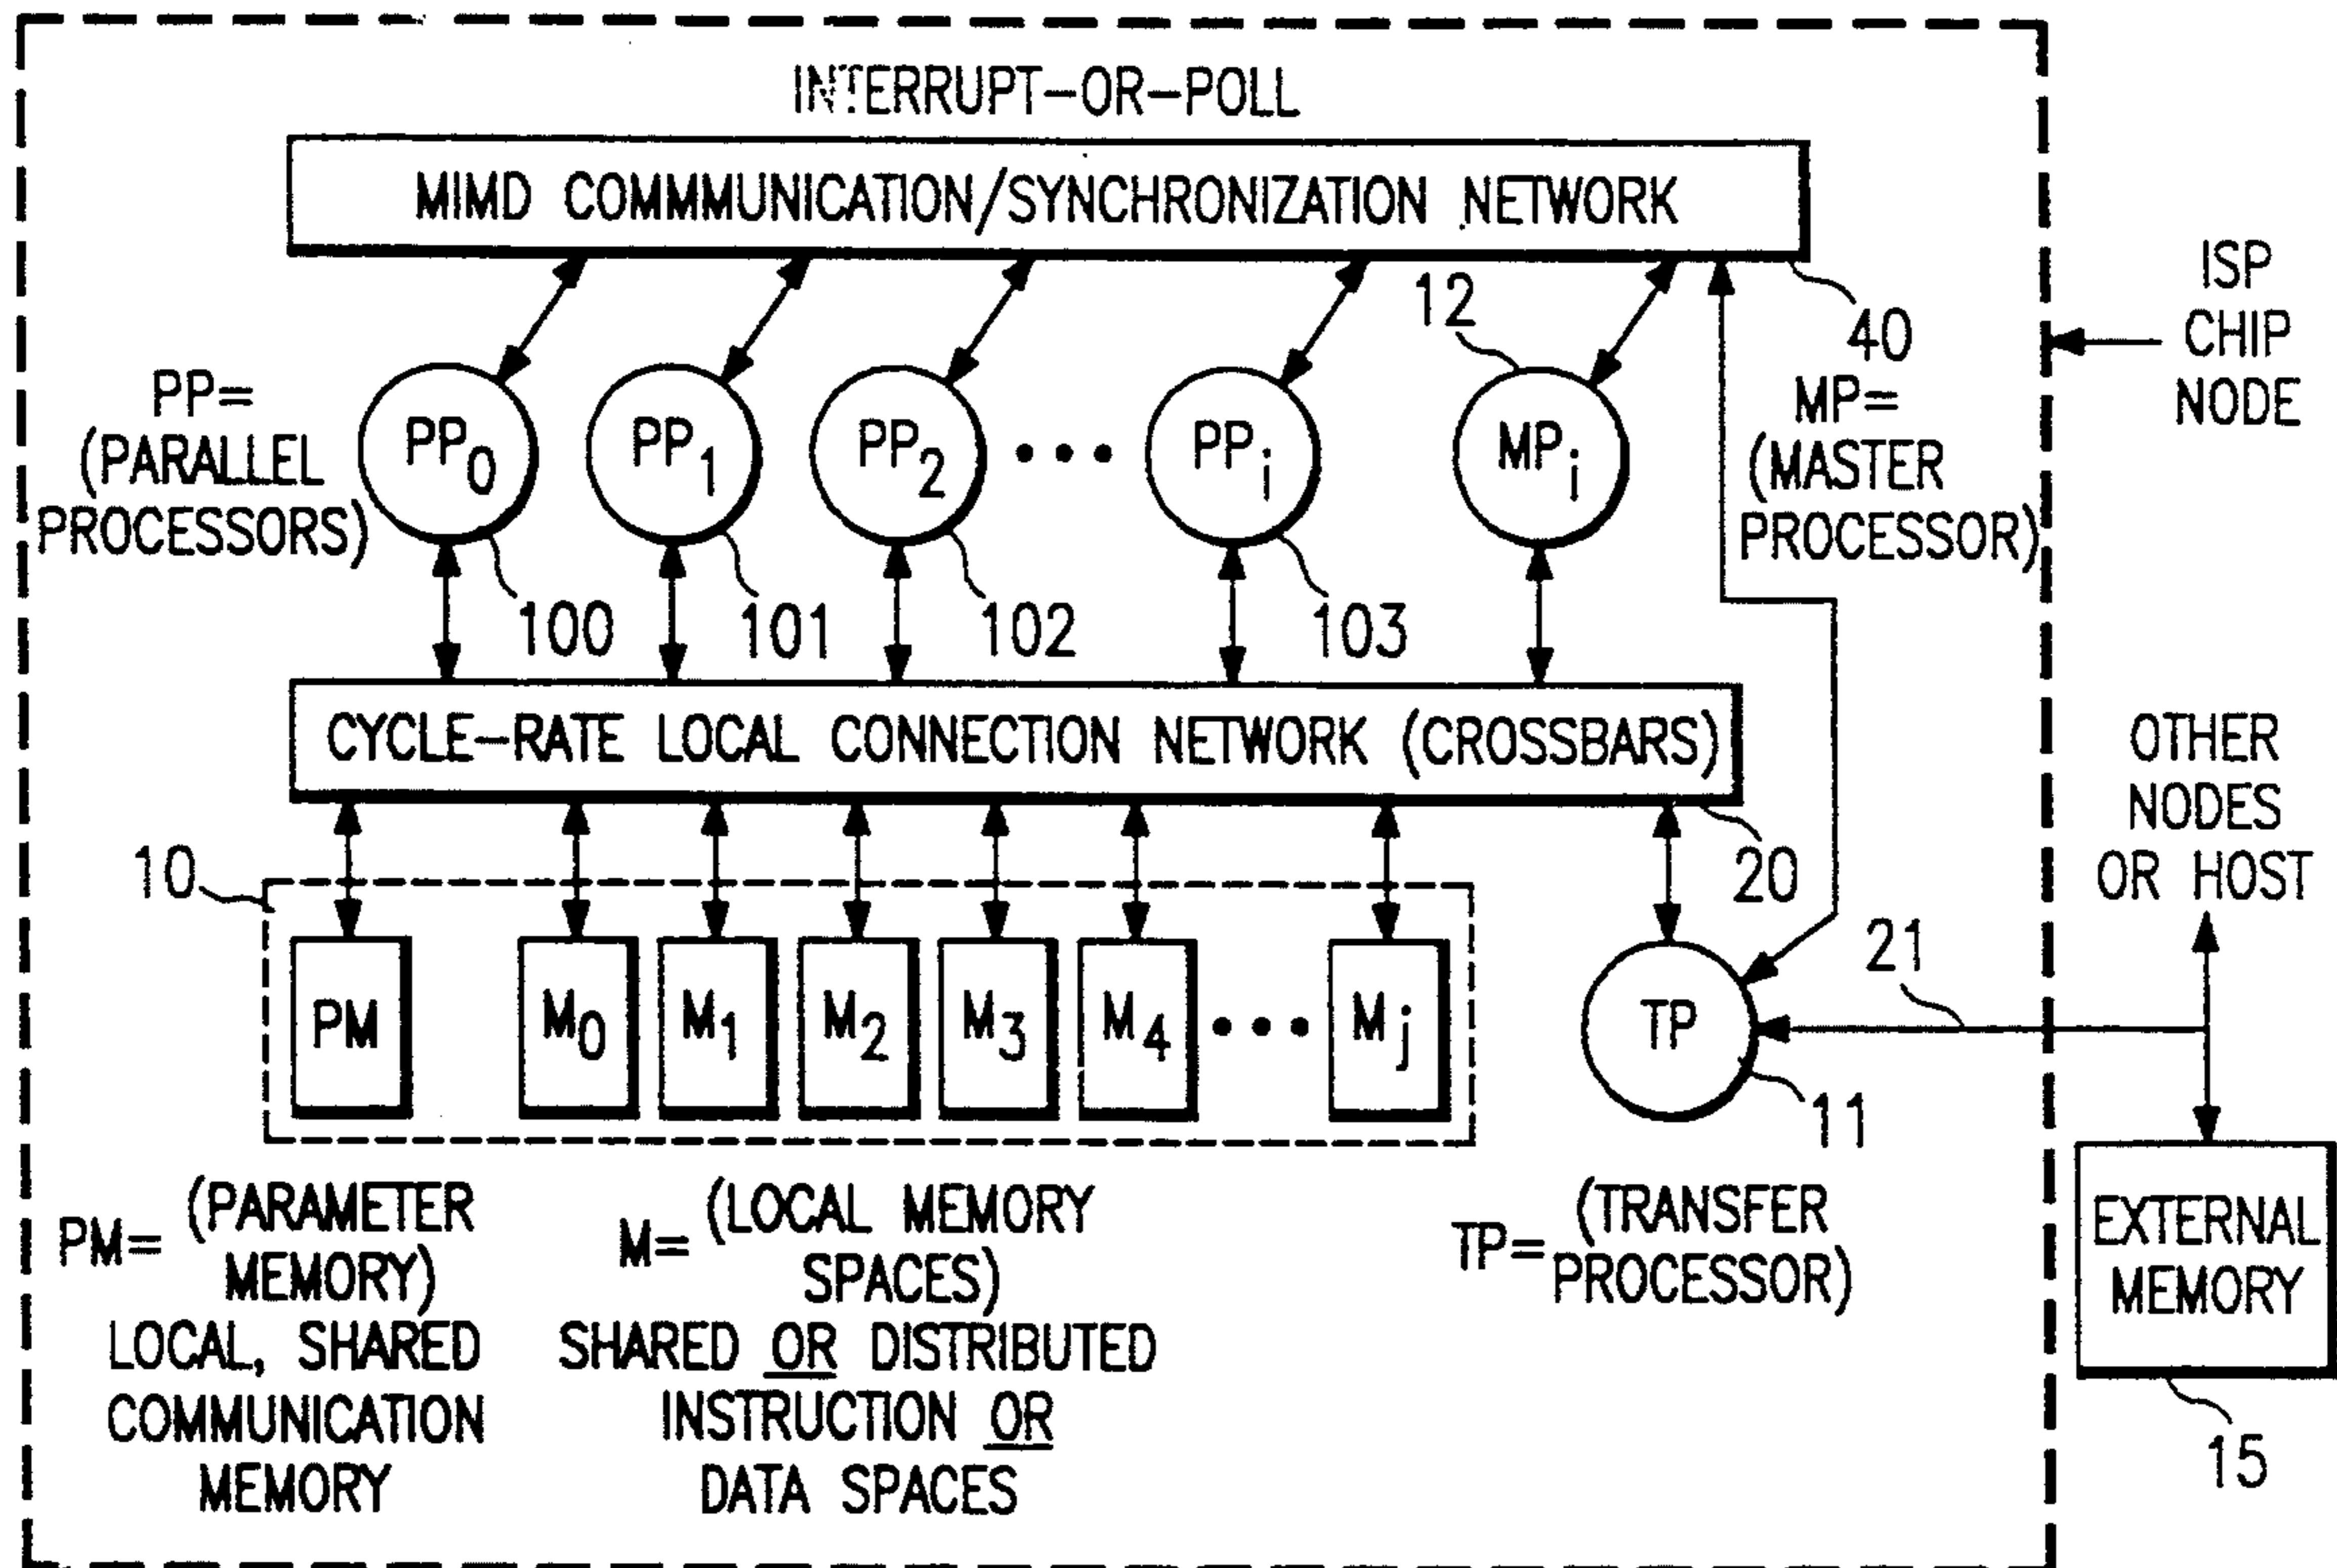 INTERRUPT-OR-POLL
MIMD COMMMUNICATION/SYNCHRONIZATION NETWORK
40
ISP
CHIP
NODE
12
PP=
(PARALLEL
PROCESSORS)
PP0
PP1
PP2
•••
PPi
MPi
MP=
(MASTER
PROCESSOR)
100
101
102
103
CYCLE-RATE LOCAL CONNECTION NETWORK (CROSSBARS)
20
OTHER
NODES
OR HOST
10
21
PM
M0
M1
M2
M3
M4
•••
Mj
TP
11
PM= (PARAMETER
MEMORY)
LOCAL, SHARED
COMMUNICATION
MEMORY
M= (LOCAL MEMORY
SPACES)
SHARED OR DISTRIBUTED
INSTRUCTION OR
DATA SPACES
TP= (TRANSFER
PROCESSOR)
EXTERNAL
MEMORY
15